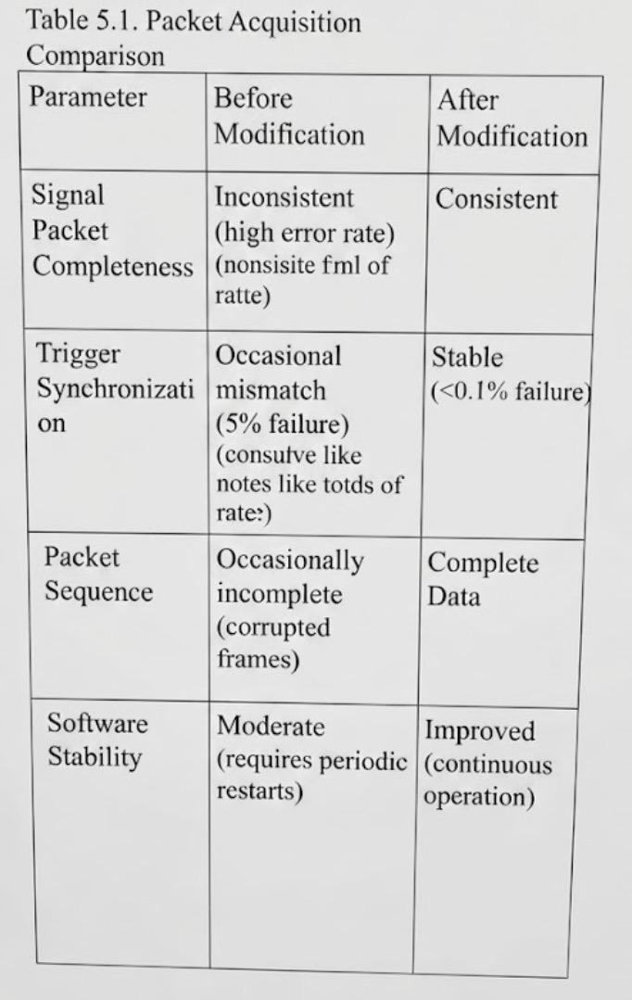 Table 5.1. Packet Acquisition
Comparison
Parameter
Before
Modification
After
Modification
Signal
Packet
Completeness
Inconsistent
(high error rate)
(nonsisite fml of
ratte)
Consistent
Trigger
Synchronizati
on
Occasional
mismatch
(5% failure)
(consutve like
notes like totds of
rate:)
Stable
(<0.1% failure)
Packet
Sequence
Occasionally
incomplete
(corrupted
frames)
Complete
Data
Software
Stability
Moderate
(requires periodic
restarts)
Improved
(continuous
operation)